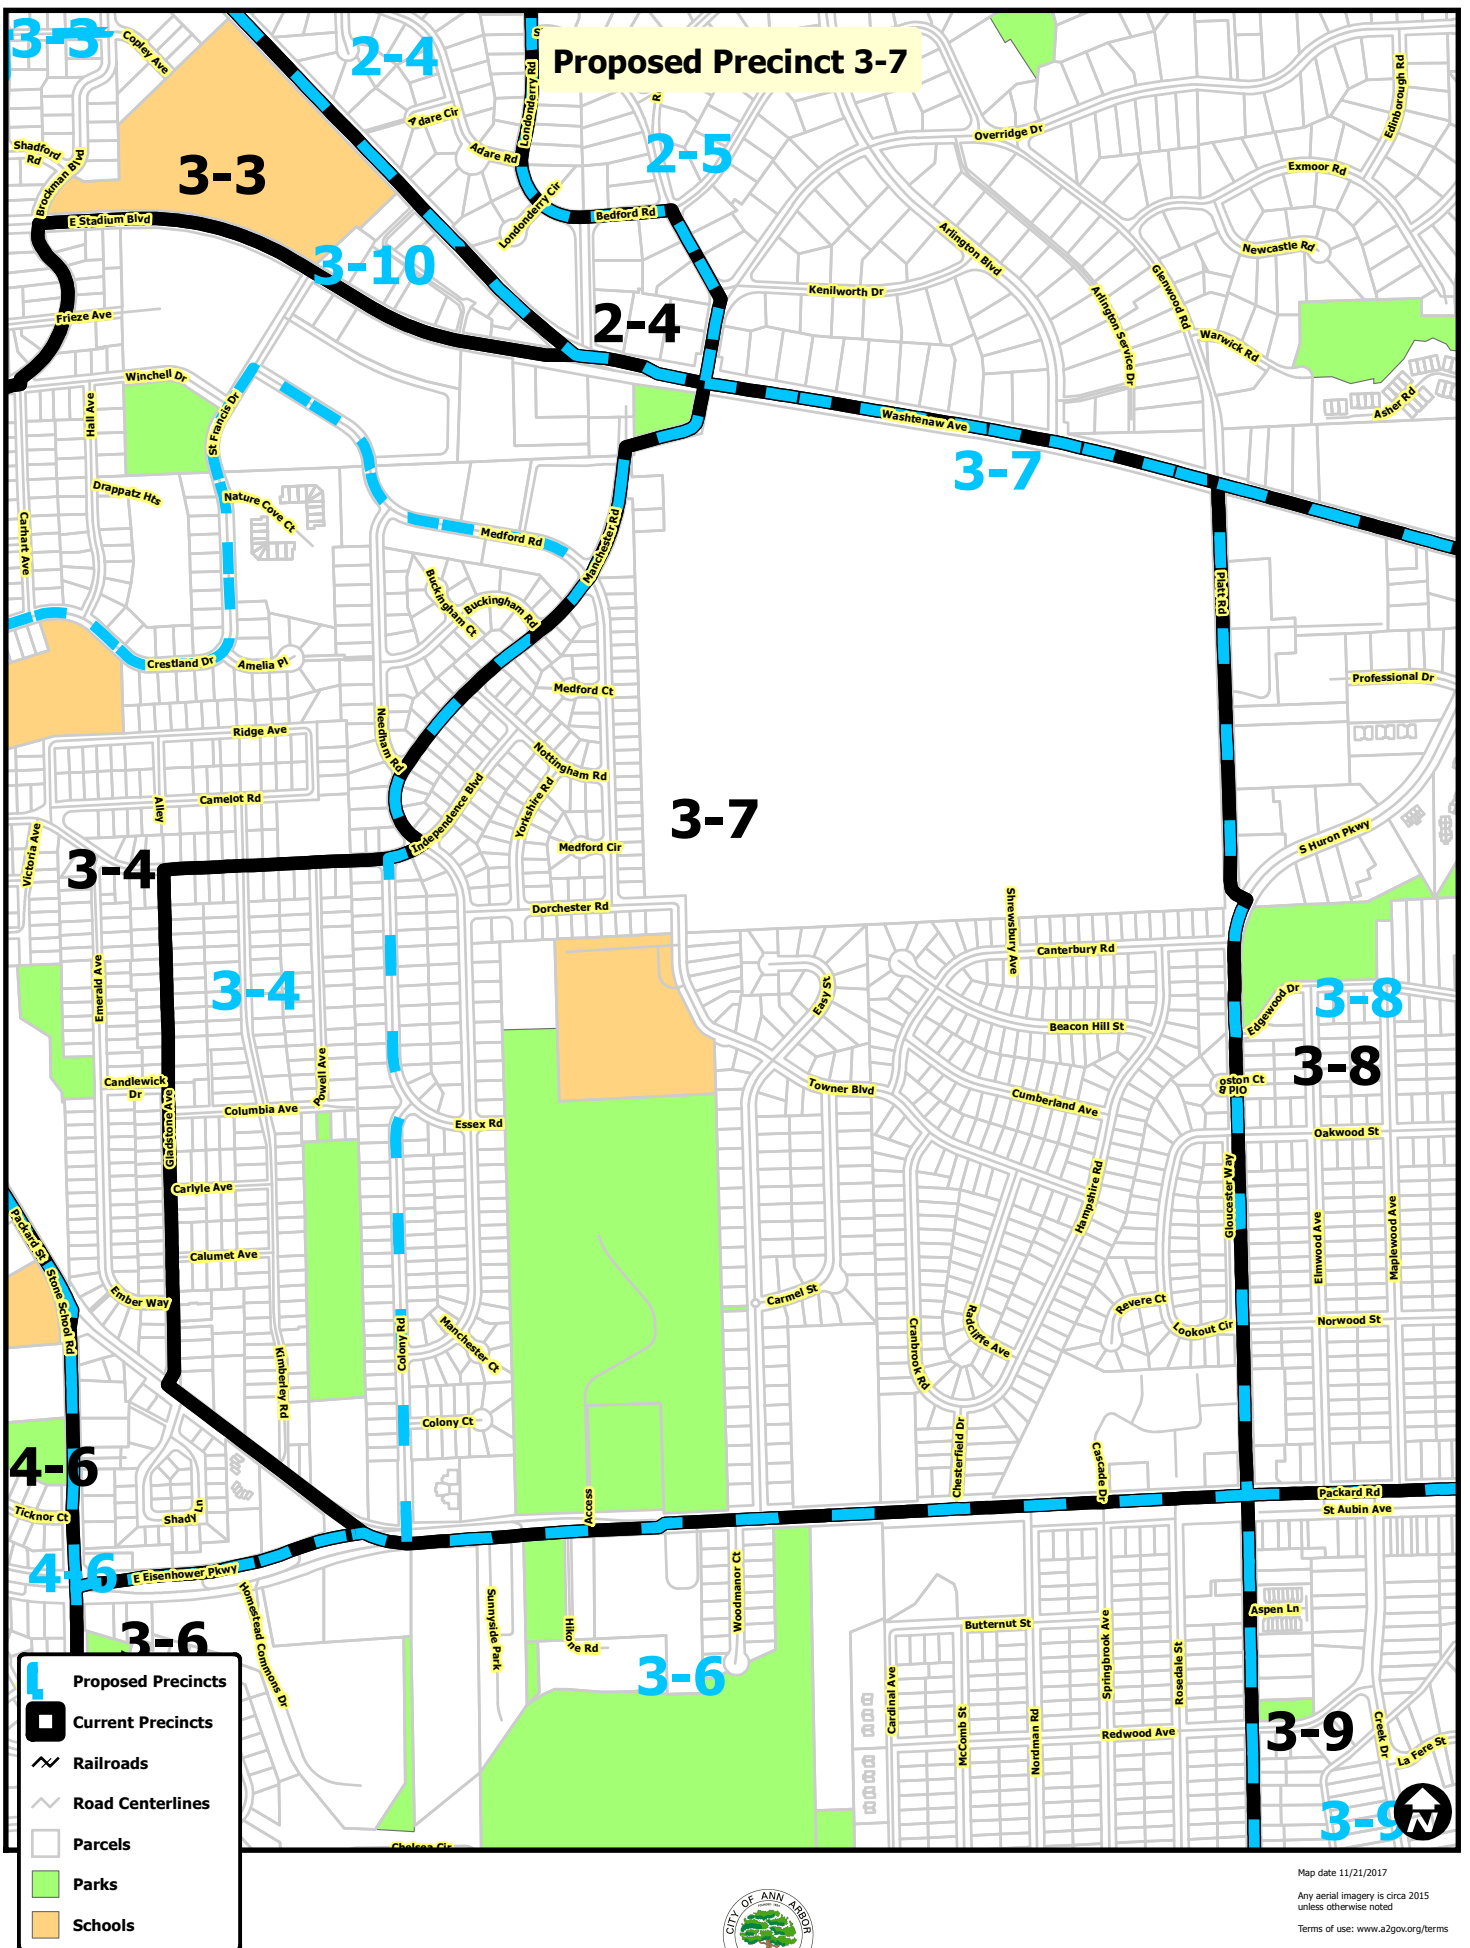 Proposed Precinct 3-7
3-3
2-4
2-5
3-3
3-10
2-4
3-7
3-7
3-4
3-4
3-8
3-8
4-6
4-6
3-6
3-6
3-9
3-9
Copley Ave
Shadford
Rd
Brockman Blvd
E Stadium Blvd
Adare Cir
Adare Rd
Londonderry Rd
Londonderry Cir
Bedford Rd
Overridge Dr
Edinborough Rd
Exmoor Rd
Newcastle Rd
Arlington Blvd
Kenilworth Dr
Arlington Service Dr
Glenwood Rd
Warwick Rd
Asher Rd
Frieze Ave
Winchell Dr
Hall Ave
St Francis Dr
Washtenaw Ave
Drappatz Hts
Nature Cove Ct
Carhart Ave
Medford Rd
Manchester Rd
Buckingham Ct
Buckingham Rd
Platt Rd
Crestland Dr
Amelia Pl
Medford Ct
Professional Dr
Ridge Ave
Needham Rd
Nottingham Rd
Camelot Rd
Alley
Independence Blvd
Yorkshire Rd
Victoria Ave
Medford Cir
S Huron Pkwy
Dorchester Rd
Shrewsbury Ave
Canterbury Rd
Emerald Ave
Easy St
Edgewood Dr
Beacon Hill St
Candlewick
Dr
Powell Ave
Gladstone Ave
Columbia Ave
Essex Rd
Towner Blvd
Cumberland Ave
oston Ct
Old B
Oakwood St
Carlyle Ave
Hampshire Rd
Gloucester Way
Elmwood Ave
Maplewood Ave
Packard St
Stone School Rd
Calumet Ave
Ember Way
Carmel St
Revere Ct
Lookout Cir
Norwood St
Kimberley Rd
Colony Rd
Manchester Ct
Cranbrook Rd
Radcliffe Ave
Colony Ct
Chesterfield Dr
Cascade Dr
Ticknor Ct
Shady Ln
Access
Packard Rd
St Aubin Ave
E Eisenhower Pkwy
Homestead Commons Dr
Sunnyside Park
Hikone Rd
Woodmanor Ct
Butternut St
Aspen Ln
Cardinal Ave
McComb St
Nordman Rd
Springbrook Ave
Rosedale St
Redwood Ave
Creek Dr
La Fere St
Chelsea Cir
N
Proposed Precincts
Current Precincts
Railroads
Road Centerlines
Parcels
Parks
Schools
CITY OF ANN ARBOR
Map date 11/21/2017
Any aerial imagery is circa 2015
unless otherwise noted
Terms of use: www.a2gov.org/terms